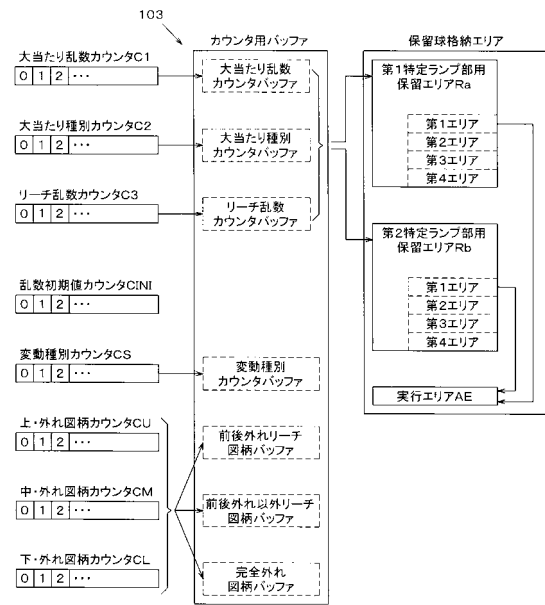 103
カウンタ用バッファ
保留球格納エリア
大当たり乱数カウンタC1
0 1 2 ・・・
大当たり乱数
カウンタバッファ
第1特定ランプ部用
保留エリアRa
第1エリア
第2エリア
第3エリア
第4エリア
大当たり種別カウンタC2
0 1 2 ・・・
大当たり種別
カウンタバッファ
リーチ乱数カウンタC3
0 1 2 ・・・
リーチ乱数
カウンタバッファ
第2特定ランプ部用
保留エリアRb
第1エリア
第2エリア
第3エリア
第4エリア
乱数初期値カウンタCINI
0 1 2 ・・・
変動種別カウンタCS
0 1 2 ・・・
変動種別
カウンタバッファ
実行エリアAE
上・外れ図柄カウンタCU
0 1 2 ・・・
前後外れリーチ
図柄バッファ
中・外れ図柄カウンタCM
0 1 2 ・・・
前後外れ以外リーチ
図柄バッファ
下・外れ図柄カウンタCL
0 1 2 ・・・
完全外れ
図柄バッファ